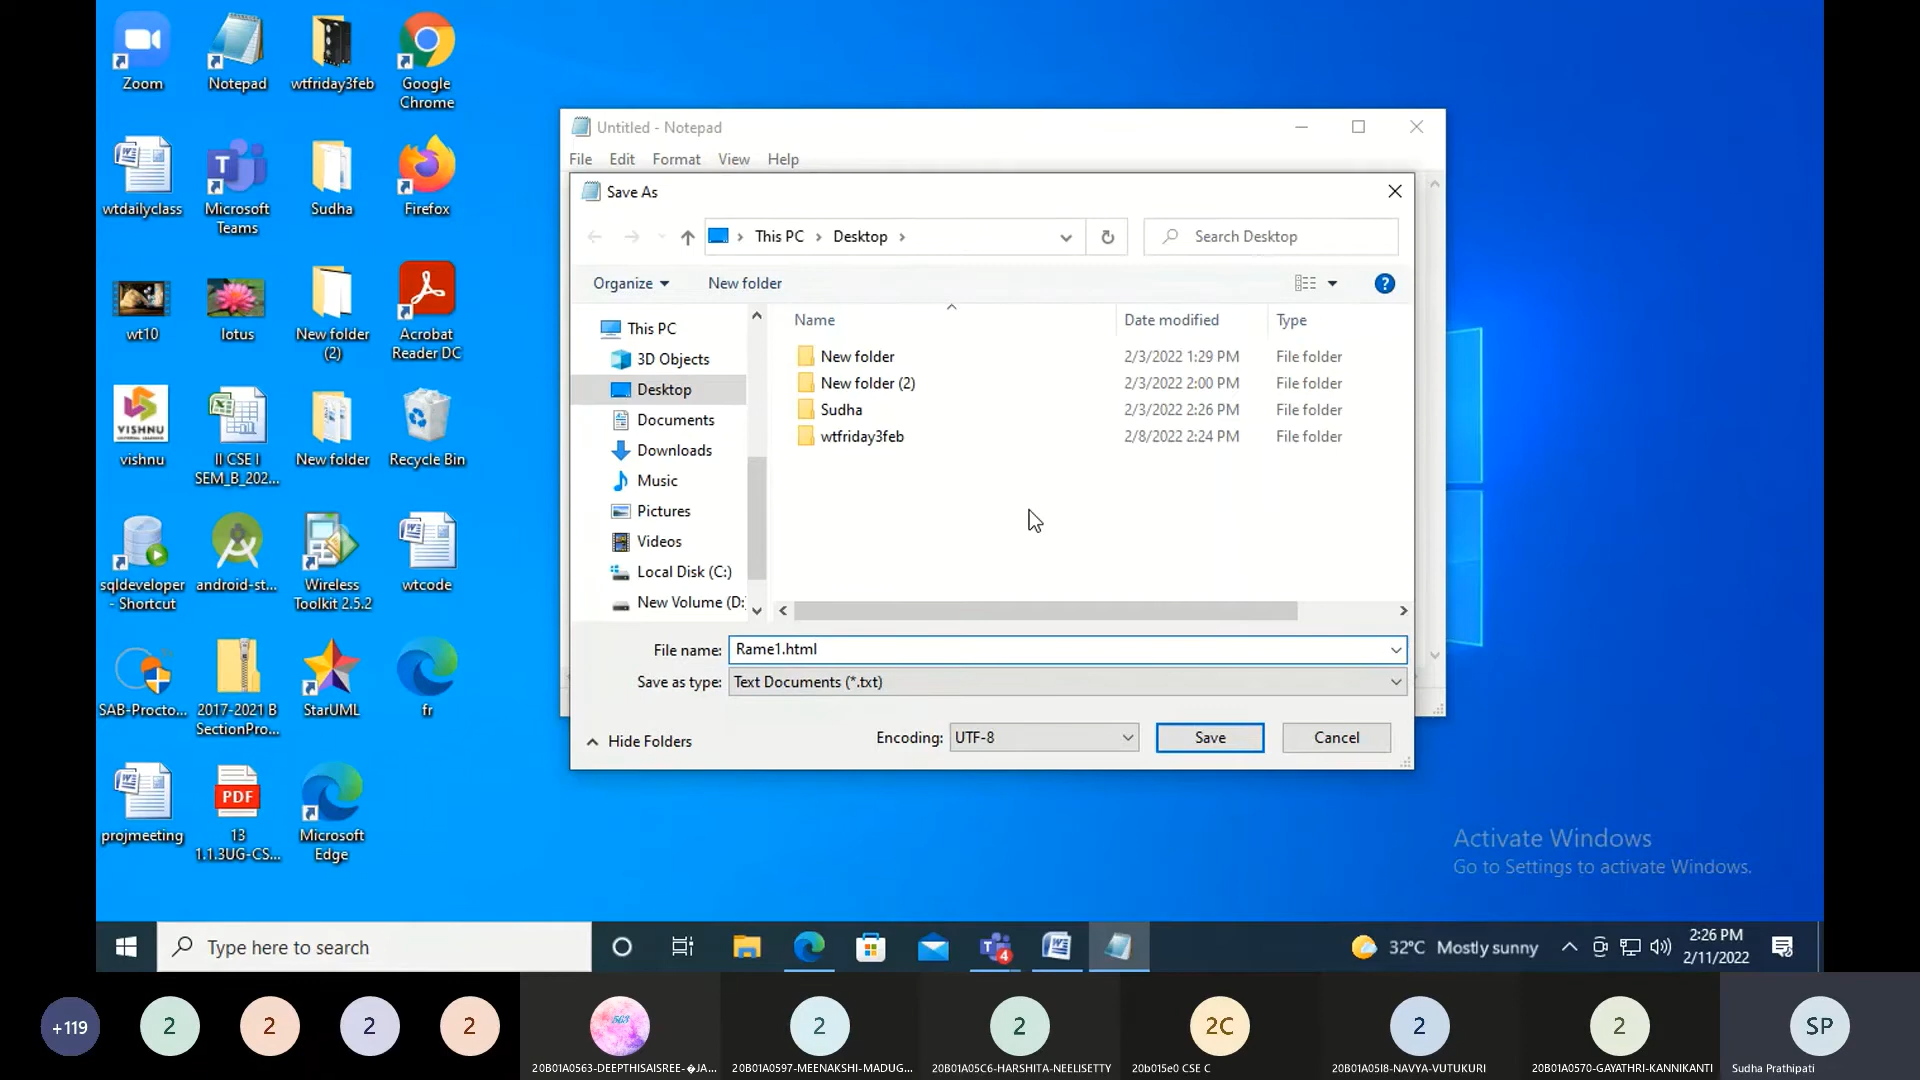 Zoom
Notepad
wtfriday3feb
Google
Chrome
wtdailyclass
Microsoft
Teams
Sudha
Firefox
wt10
lotus
New folder
(2)
Acrobat
Reader DC
VISHNU
vishnu
II CSE I
SEM_B_202...
New folder
Recycle Bin
sqldeveloper
- Shortcut
android-st...
Wireless
Toolkit 2.5.2
wtcode
SAB-Procto...
2017-2021 B
SectionPro...
StarUML
fr
projmeeting
PDF
13
1.1.3UG-CS...
Microsoft
Edge
Untitled - Notepad
File Edit Format View Help
Save As
This PC > Desktop >
Search Desktop
Organize
New folder
This PC
3D Objects
Desktop
Documents
Downloads
Music
Pictures
Videos
Local Disk (C:)
New Volume (D:
Name Date modified Type
New folder 2/3/2022 1:29 PM File folder
New folder (2) 2/3/2022 2:00 PM File folder
Sudha 2/3/2022 2:26 PM File folder
wtfriday3feb 2/8/2022 2:24 PM File folder
File name: Rame1.html
Save as type: Text Documents (*.txt)
Hide Folders
Encoding: UTF-8
Save
Cancel
Activate Windows
Go to Settings to activate Windows.
Type here to search
4
32°C Mostly sunny
2:26 PM
2/11/2022
+119
2
2
2
2
563
2
2
2C
2
2
SP
20B01A0563-DEEPTHISAISREE-�JA...
20B01A0597-MEENAKSHI-MADUG...
20B01A05C6-HARSHITA-NEELISETTY
20b015e0 CSE C
20B01A05I8-NAVYA-VUTUKURI
20B01A0570-GAYATHRI-KANNIKANTI
Sudha Prathipati